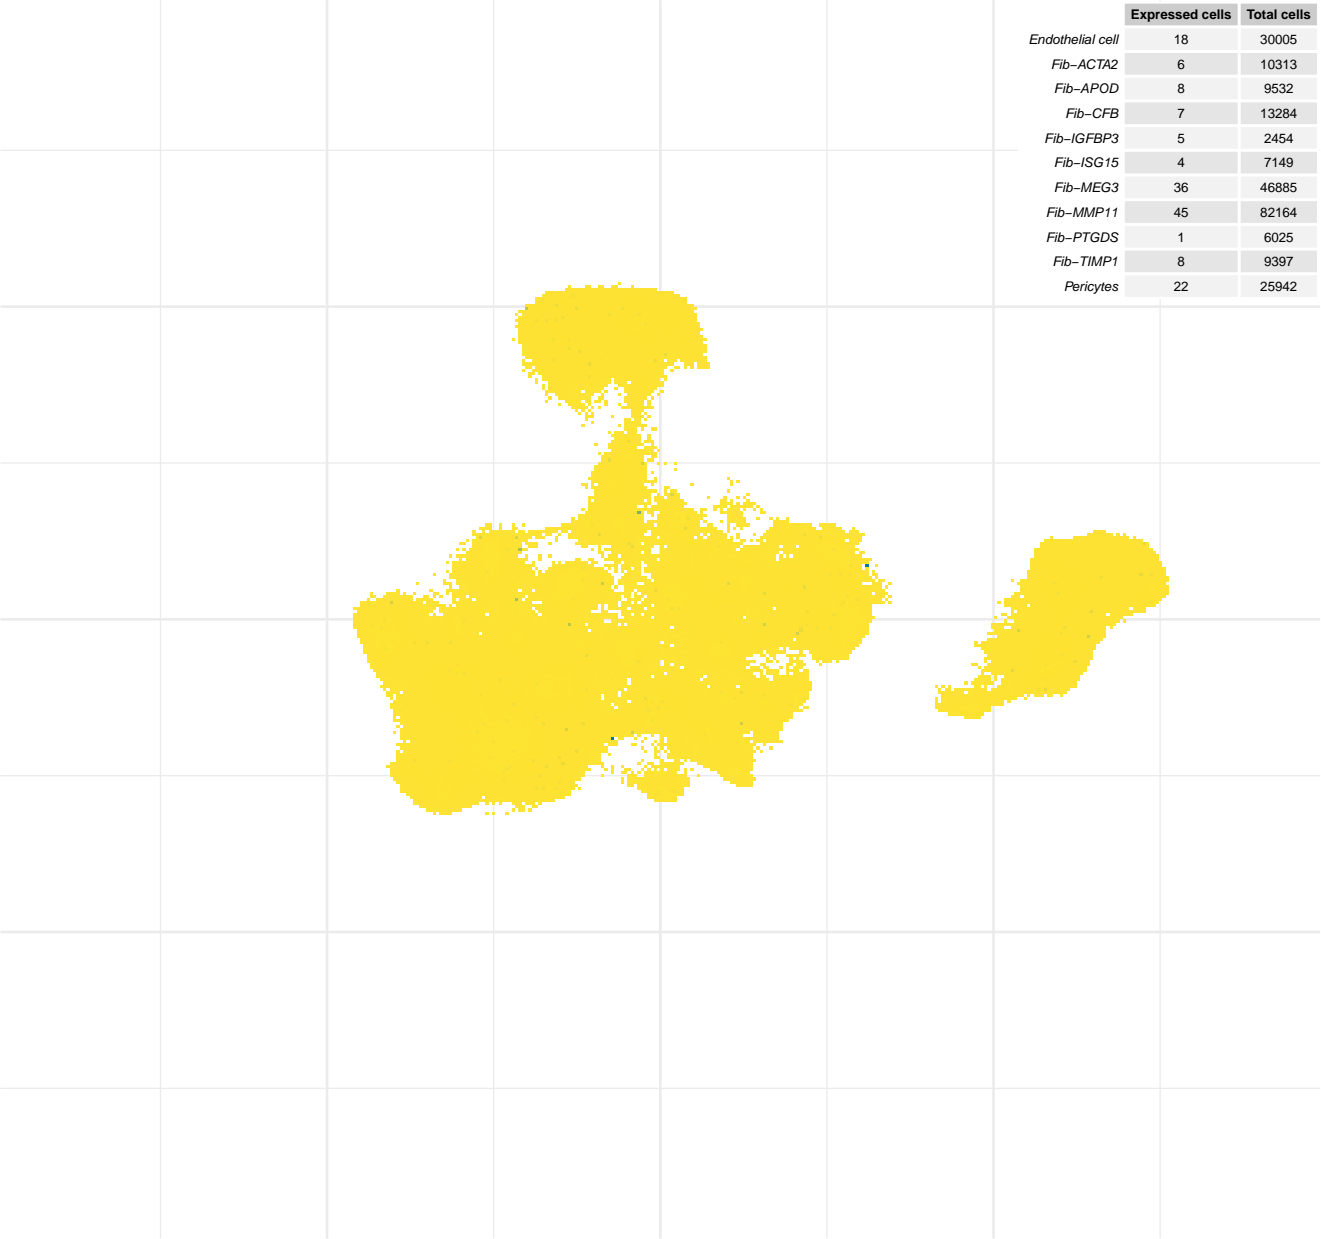 Expressed cells Total cells
Endothelial cell 18 30005
Fib−ACTA2 6 10313
Fib−APOD 8 9532
Fib−CFB 7 13284
Fib−IGFBP3 5 2454
Fib−ISG15 4 7149
Fib−MEG3 36 46885
Fib−MMP11 45 82164
Fib−PTGDS 1 6025
Fib−TIMP1 8 9397
Pericytes 22 25942